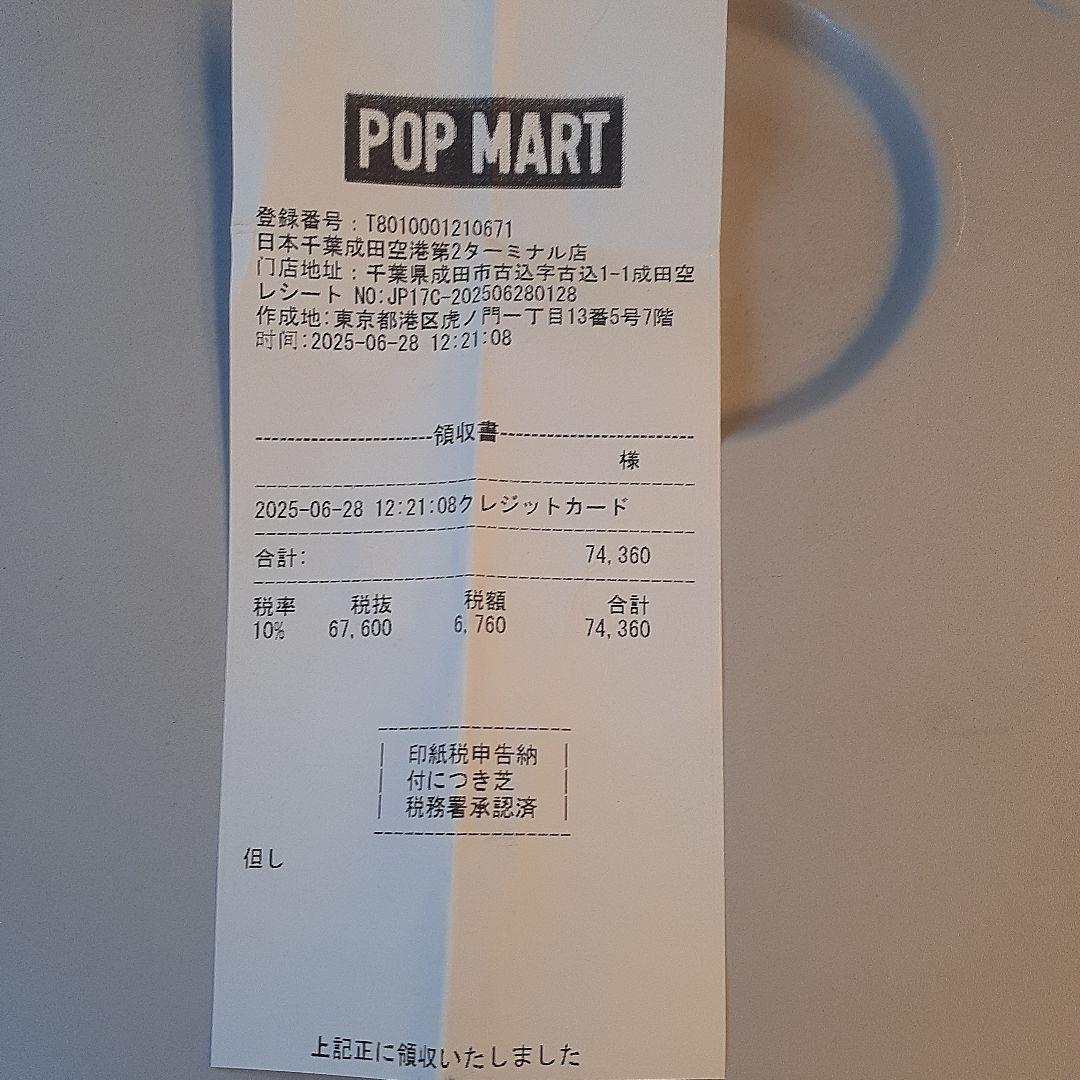 POP MART
登録番号：T8010001210671
日本千葉成田空港第2ターミナル店
门店地址：千葉県成田市古込字古込1-1成田空
レシート NO:JP17C-202506280128
作成地:東京都港区虎ノ門一丁目13番5号7階
时间:2025-06-28 12:21:08
領収書
様
2025-06-28 12:21:08クレジットカード
合計: 74,360
税率 税抜 税額 合計
10% 67,600 6,760 74,360
印紙税申告納
付につき芝
税務署承認済
但し
上記正に領収いたしました